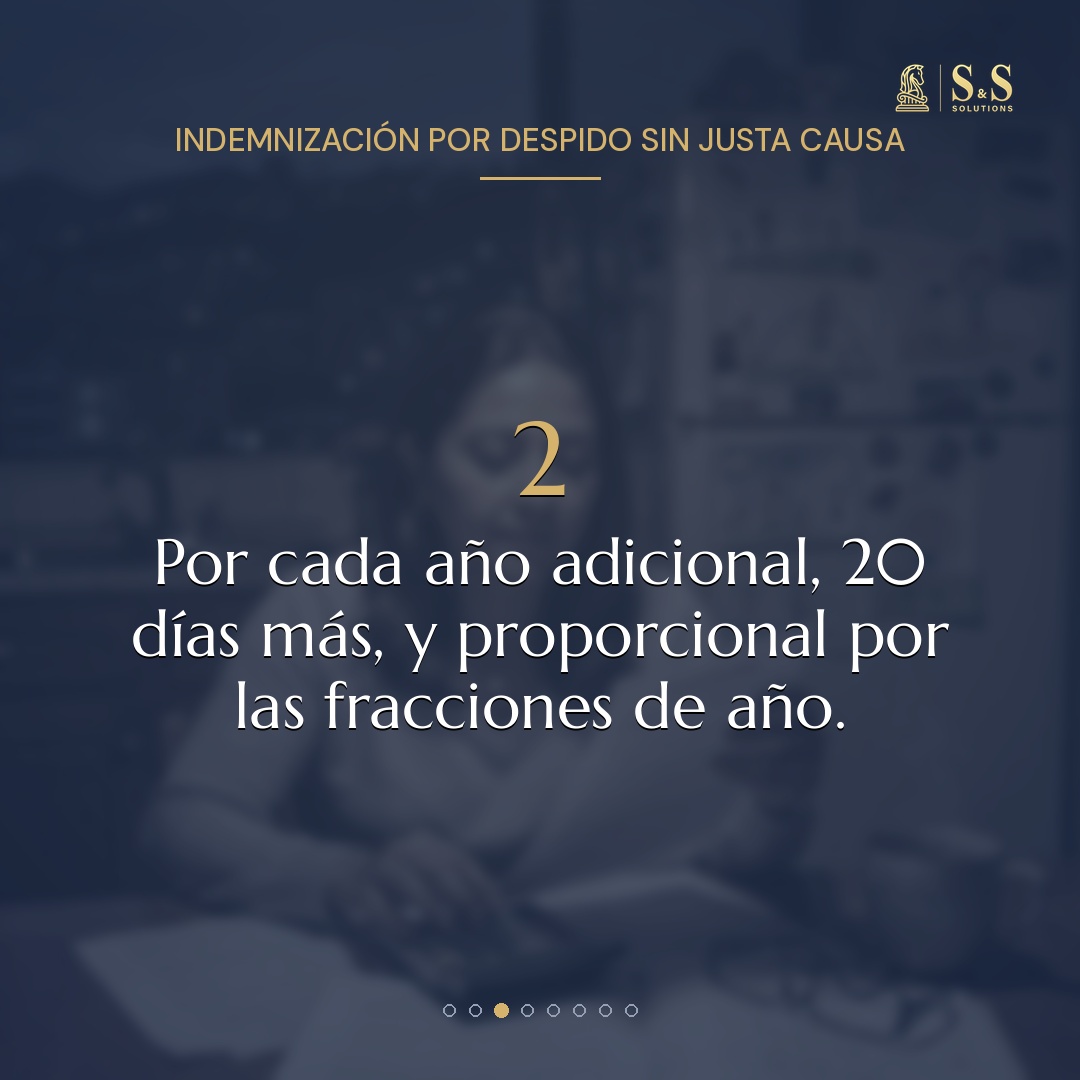 S&S
SOLUTIONS
INDEMNIZACIÓN POR DESPIDO SIN JUSTA CAUSA
2
Por cada año adicional, 20
días más, y proporcional por
las fracciones de año.